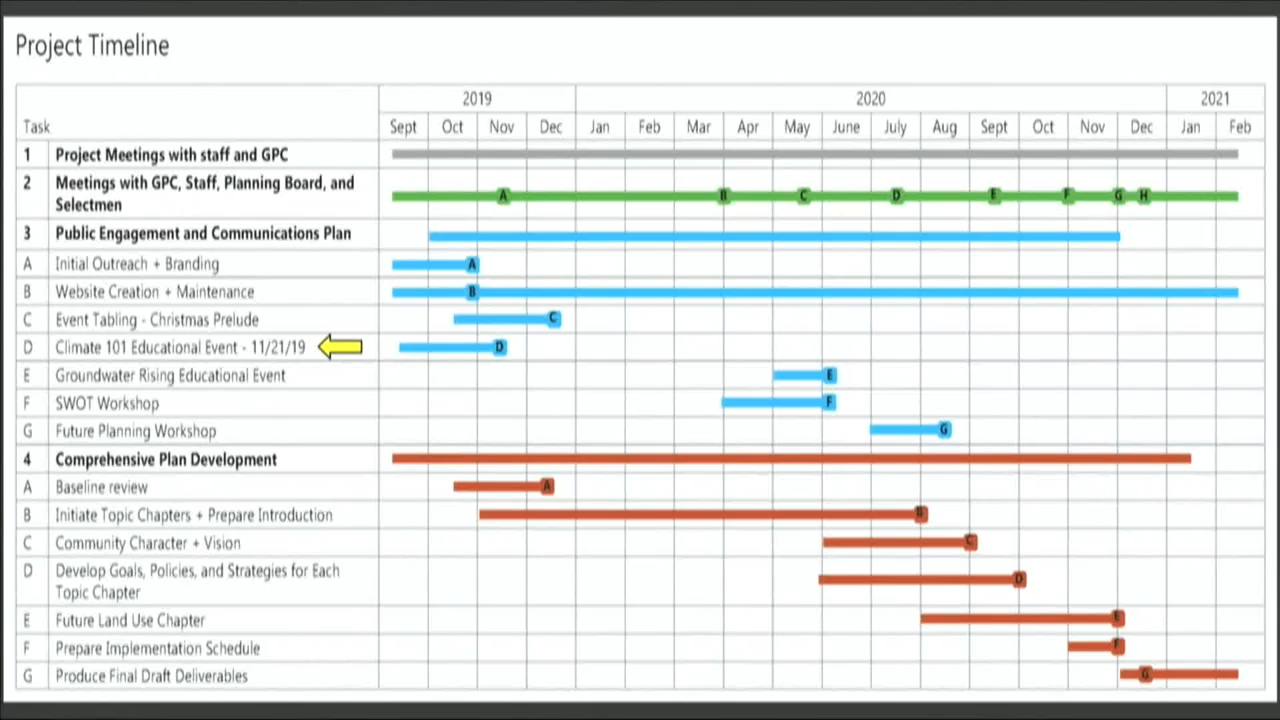 Project Timeline
2019 2020 2021
Task Sept Oct Nov Dec Jan Feb Mar Apr May June July Aug Sept Oct Nov Dec Jan Feb
1 Project Meetings with staff and GPC
2 Meetings with GPC, Staff, Planning Board, and
Selectmen
A B C D E F G H
3 Public Engagement and Communications Plan
A Initial Outreach + Branding A
B Website Creation + Maintenance B
C Event Tabling - Christmas Prelude C
D Climate 101 Educational Event - 11/21/19 D
E Groundwater Rising Educational Event E
F SWOT Workshop F
G Future Planning Workshop G
4 Comprehensive Plan Development
A Baseline review A
B Initiate Topic Chapters + Prepare Introduction B
C Community Character + Vision C
D Develop Goals, Policies, and Strategies for Each
Topic Chapter
D
E Future Land Use Chapter E
F Prepare Implementation Schedule F
G Produce Final Draft Deliverables G